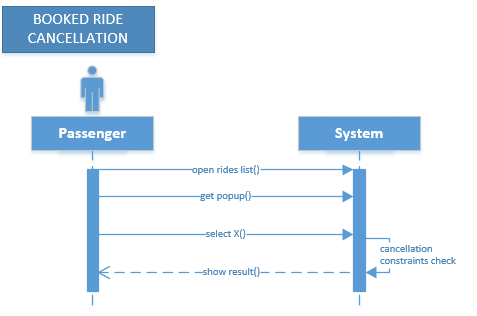 BOOKED RIDE
CANCELLATION
Passenger
System
open rides list()
get popup()
select X()
cancellation
constraints check
show result()